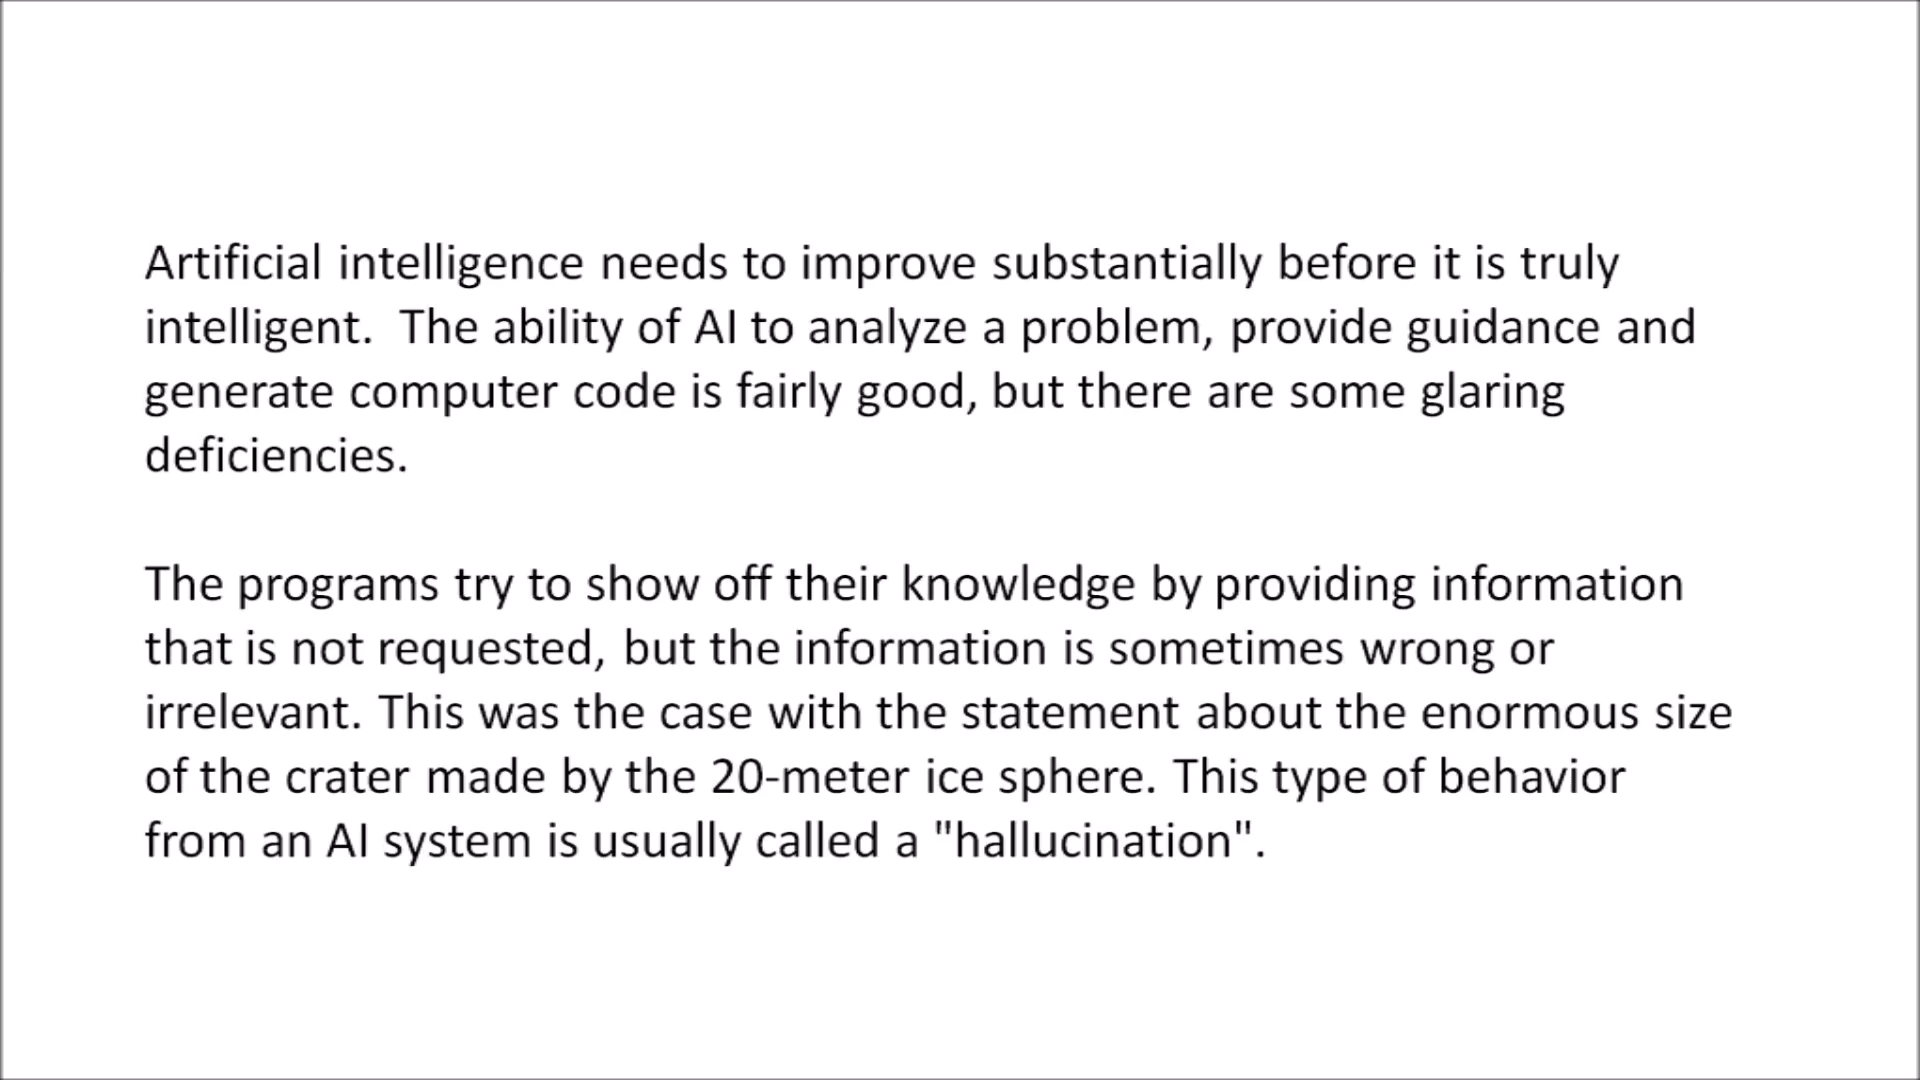 Artificial intelligence needs to improve substantially before it is truly
intelligent.  The ability of AI to analyze a problem, provide guidance and
generate computer code is fairly good, but there are some glaring
deficiencies.
The programs try to show off their knowledge by providing information
that is not requested, but the information is sometimes wrong or
irrelevant. This was the case with the statement about the enormous size
of the crater made by the 20-meter ice sphere. This type of behavior
from an AI system is usually called a "hallucination".